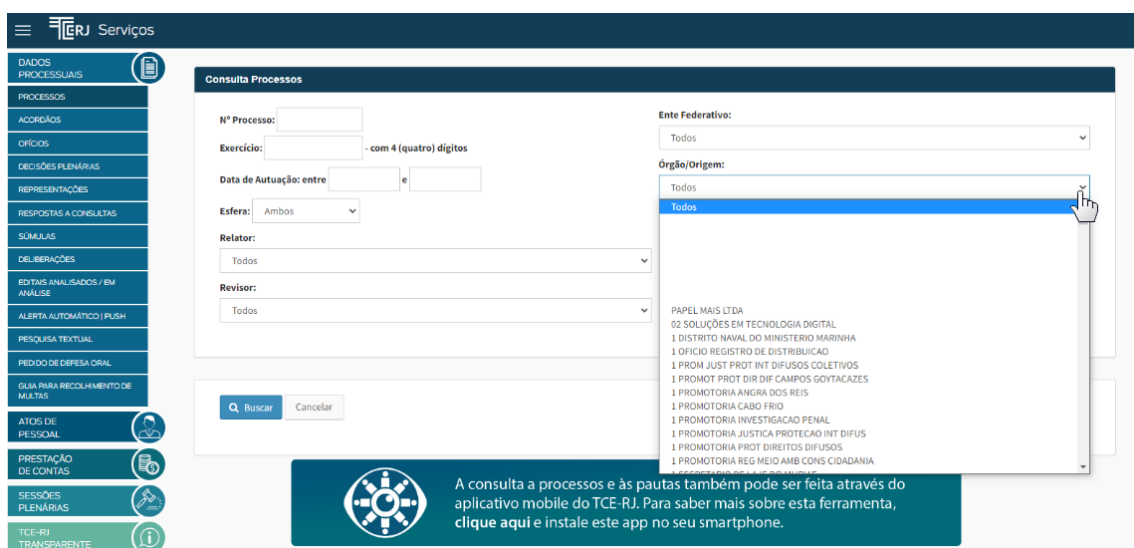 TCERJ Serviços
DADOS
PROCESSUAIS
PROCESSOS
ACORDÃOS
OFÍCIOS
DECISÕES PLENÁRIAS
REPRESENTAÇÕES
RESPOSTAS A CONSULTAS
SÚMULAS
DELIBERAÇÕES
EDITAIS ANALISADOS / EM
ANÁLISE
ALERTA AUTOMÁTICO | PUSH
PESQUISA TEXTUAL
PEDIDO DE DEFESA ORAL
GUIA PARA RECOLHIMENTO DE
MULTAS
ATOS DE
PESSOAL
PRESTAÇÃO
DE CONTAS
SESSÕES
PLENÁRIAS
TCE-RJ
TRANSPARENTE
Consulta Processos
Nº Processo:
Exercício: - com 4 (quatro) dígitos
Data de Autuação: entre e
Esfera: Ambos
Relator:
Todos
Revisor:
Todos
Ente Federativo:
Todos
Órgão/Origem:
Todos
Todos
PAPEL MAIS LTDA
02 SOLUÇÕES EM TECNOLOGIA DIGITAL
1 DISTRITO NAVAL DO MINISTERIO MARINHA
1 OFICIO REGISTRO DE DISTRIBUICAO
1 PROM JUST PROT INT DIFUSOS COLETIVOS
1 PROMOT PROT DIR DIF CAMPOS GOYTACAZES
1 PROMOTORIA ANGRA DOS REIS
1 PROMOTORIA CABO FRIO
1 PROMOTORIA INVESTIGACAO PENAL
1 PROMOTORIA JUSTICA PROTECAO INT DIFUS
1 PROMOTORIA PROT DIREITOS DIFUSOS
1 PROMOTORIA REG MEIO AMB CONS CIDADANIA
Buscar Cancelar
A consulta a processos e às pautas também pode ser feita através do
aplicativo mobile do TCE-RJ. Para saber mais sobre esta ferramenta,
clique aqui e instale este app no seu smartphone.